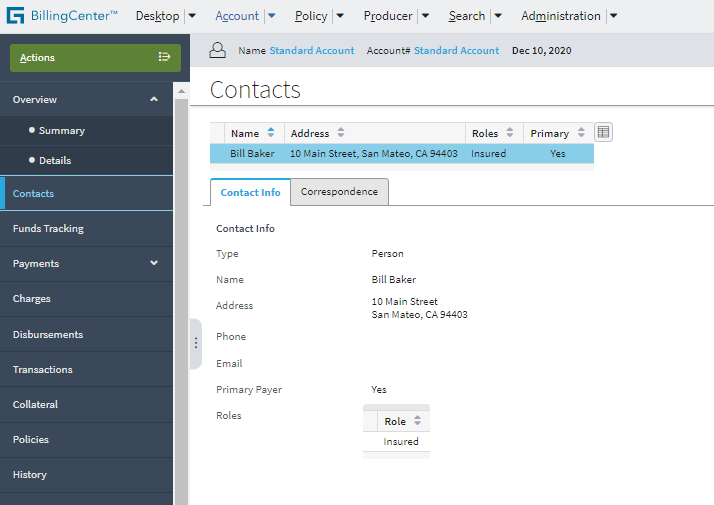 BillingCenter™ Desktop Account Policy Producer Search Administration
Actions
Name Standard Account Account# Standard Account Dec 10, 2020
Overview
Summary
Details
Contacts
Funds Tracking
Payments
Charges
Disbursements
Transactions
Collateral
Policies
History
Contacts
Name Address Roles Primary
Bill Baker 10 Main Street, San Mateo, CA 94403 Insured Yes
Contact Info Correspondence
Contact Info
Type Person
Name Bill Baker
Address 10 Main Street
San Mateo, CA 94403
Phone
Email
Primary Payer Yes
Roles
Role
Insured